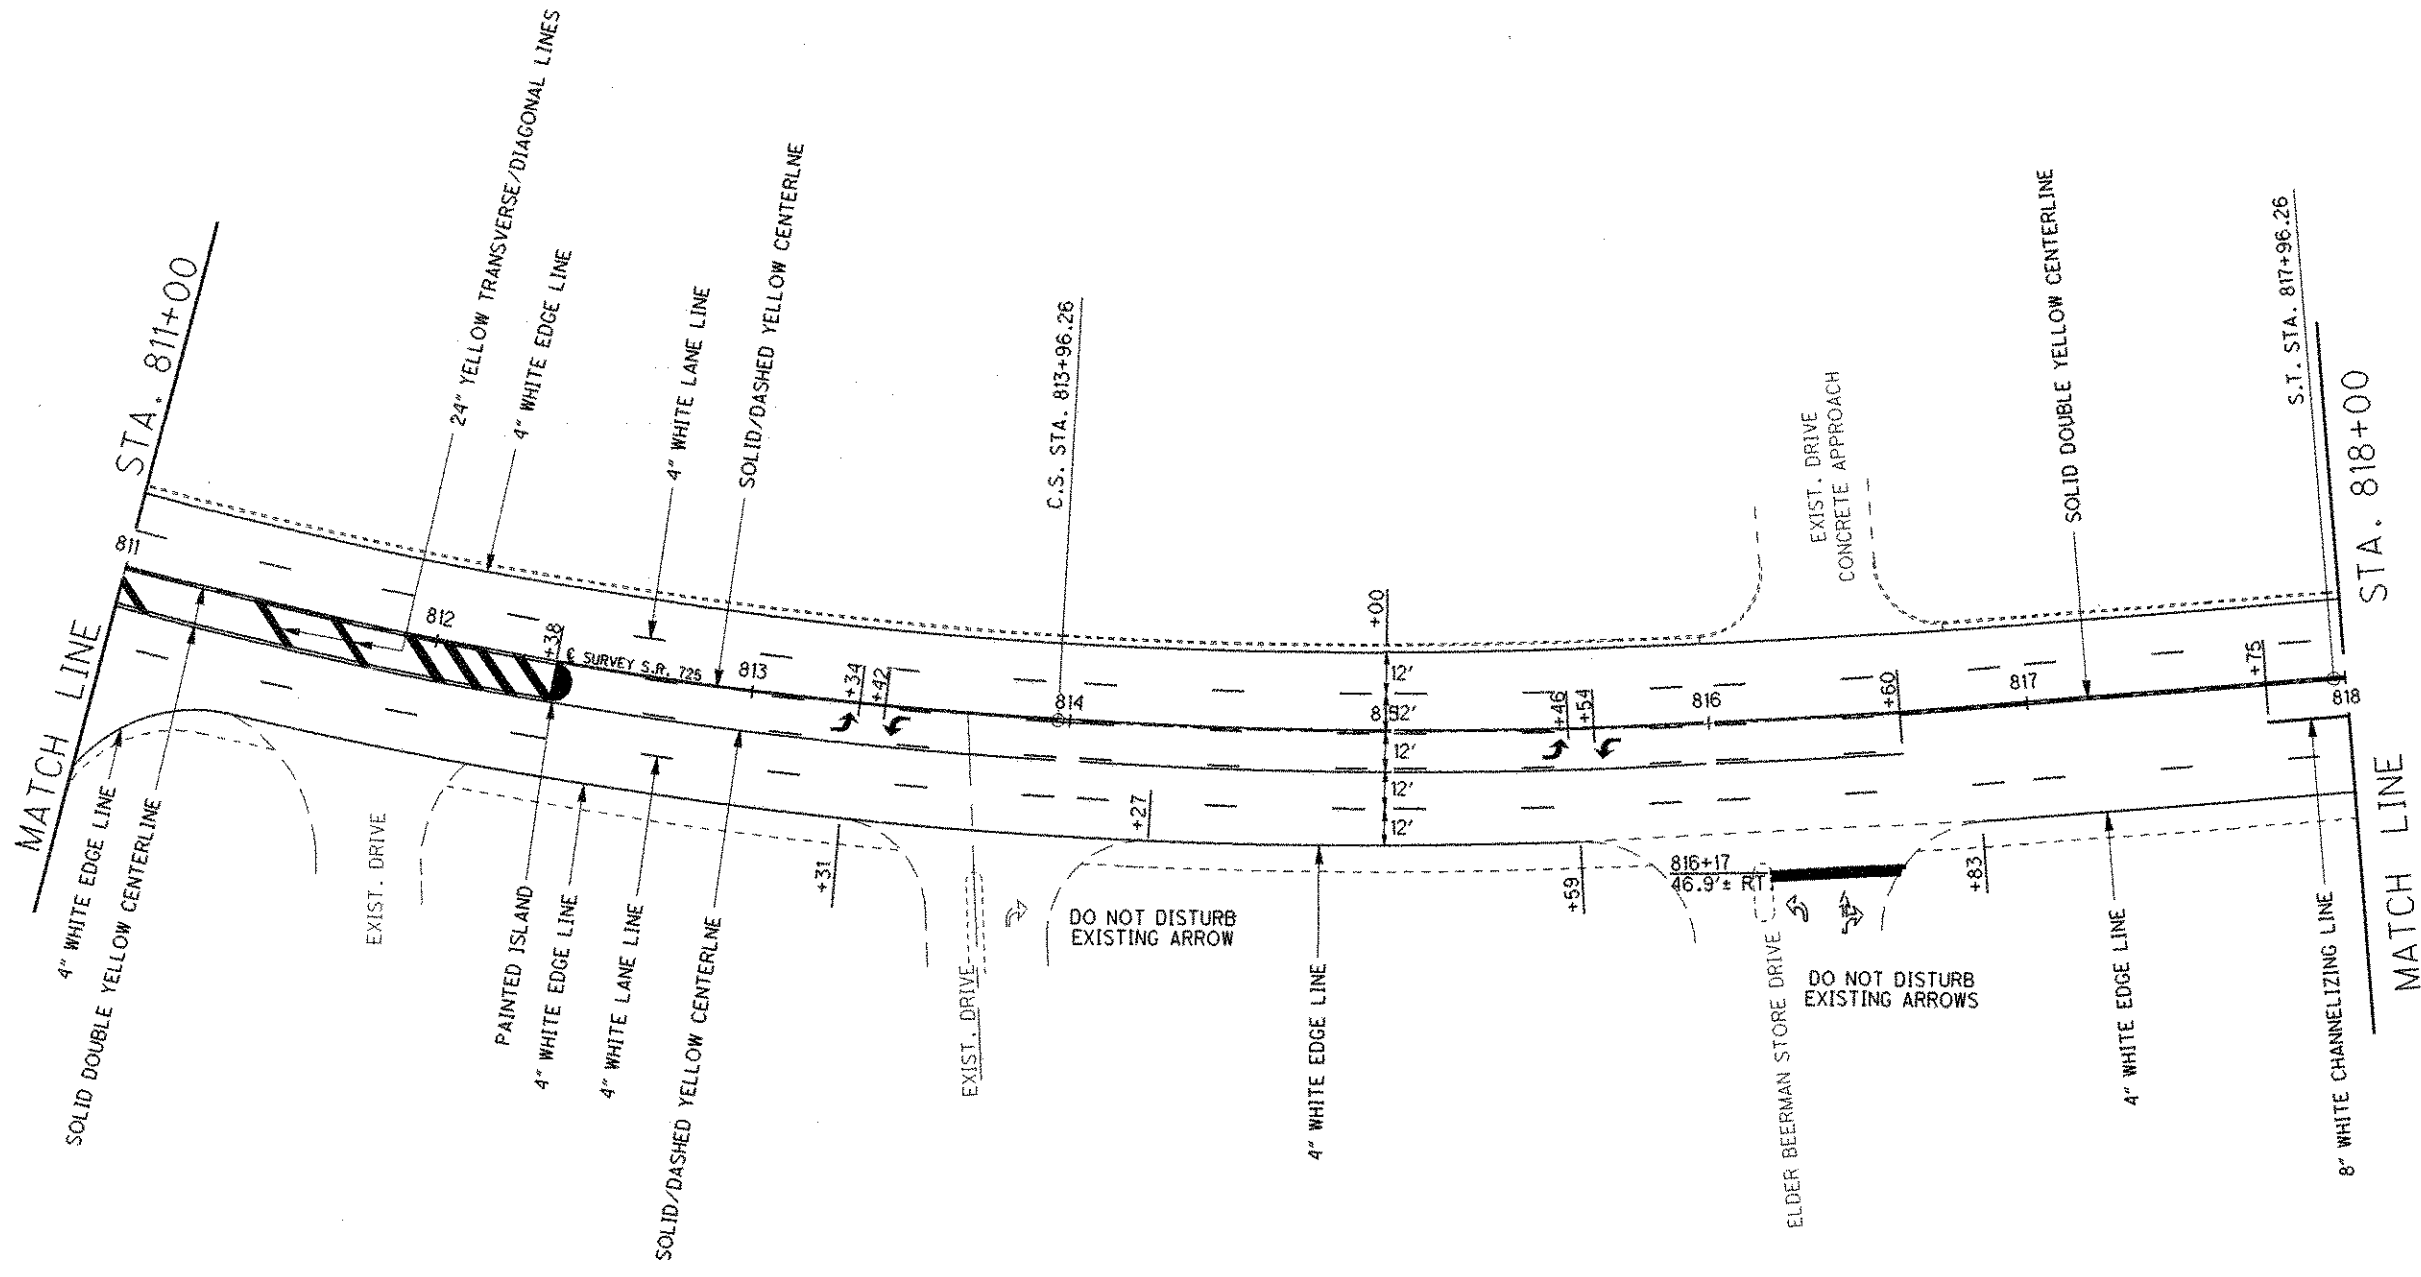 24" YELLOW TRANSVERSE/DIAGONAL LINES
4" WHITE EDGE LINE
4" WHITE LANE LINE
SOLID/DASHED YELLOW CENTERLNE
C.S. STA. 813+96.26
EXIST. DRIVE
CONCRETE APPROACH
SOLID DOUBLE YELLOW CENTERLINE
S.T. STA. 817+96.26
STA. 811+00
MATCH LINE
STA. 818+00
MATCH LINE
811
812
+38
℄ SURVEY S.R. 725
813
+34
+42
814
+00
12'
12'
12'
12'
+46
+54
816
+60
817
+75
818
+31
+27
+59
816+17
46.9'± RT.
+83
4" WHITE EDGE LINE
SOLID DOUBLE YELLOW CENTERLINE
EXIST. DRIVE
PAINTED ISLAND
4" WHITE EDGE LINE
4" WHITE LANE LINE
SOLID/DASHED YELLOW CENTERLNE
EXIST. DRIVE
DO NOT DISTURB
EXISTING ARROW
4" WHITE EDGE LINE
ELDER BEERMAN STORE DRIVE
DO NOT DISTURB
EXISTING ARROWS
4" WHITE EDGE LINE
8" WHITE CHANNELIZING LINE